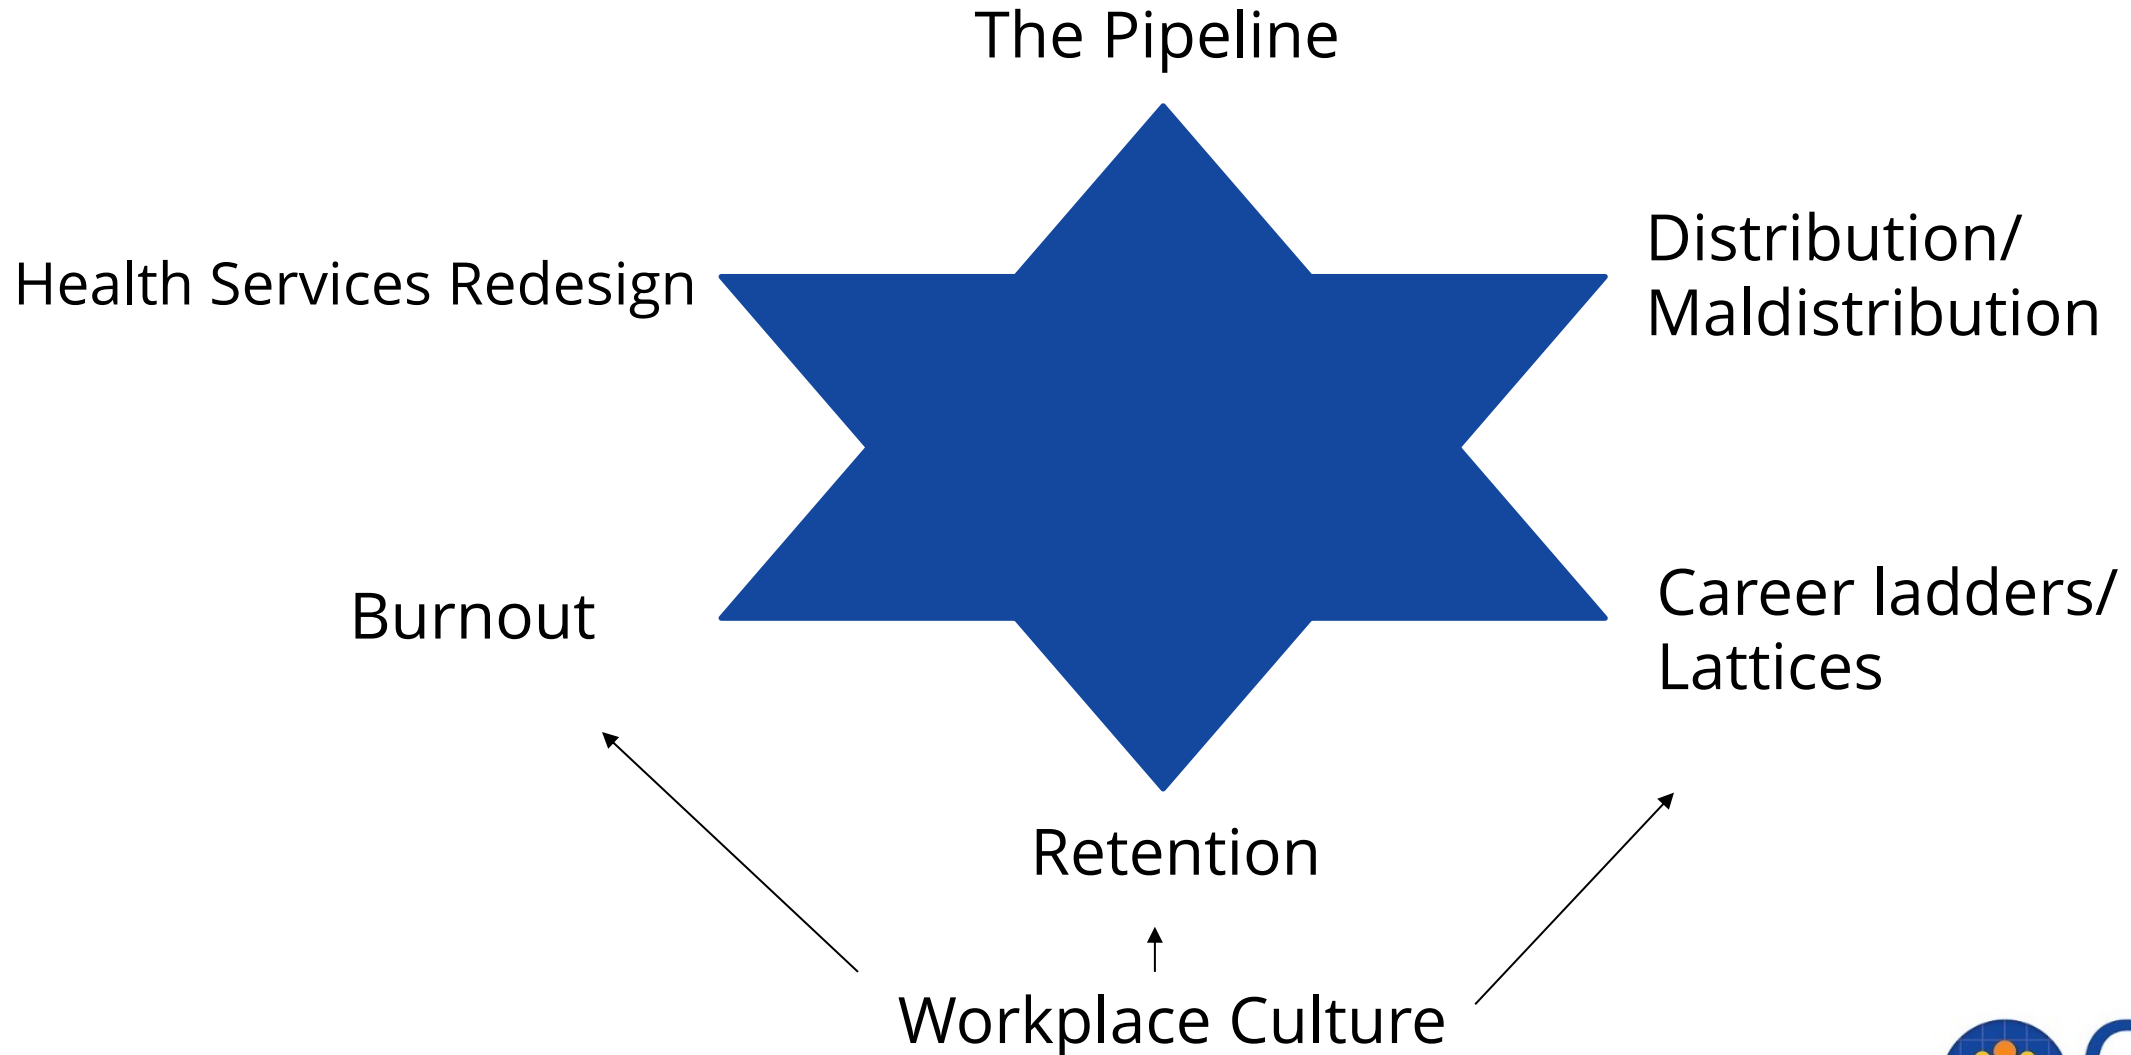 The Pipeline
Health Services Redesign
Distribution/
Maldistribution
Burnout
Career ladders/
Lattices
Retention
Workplace Culture